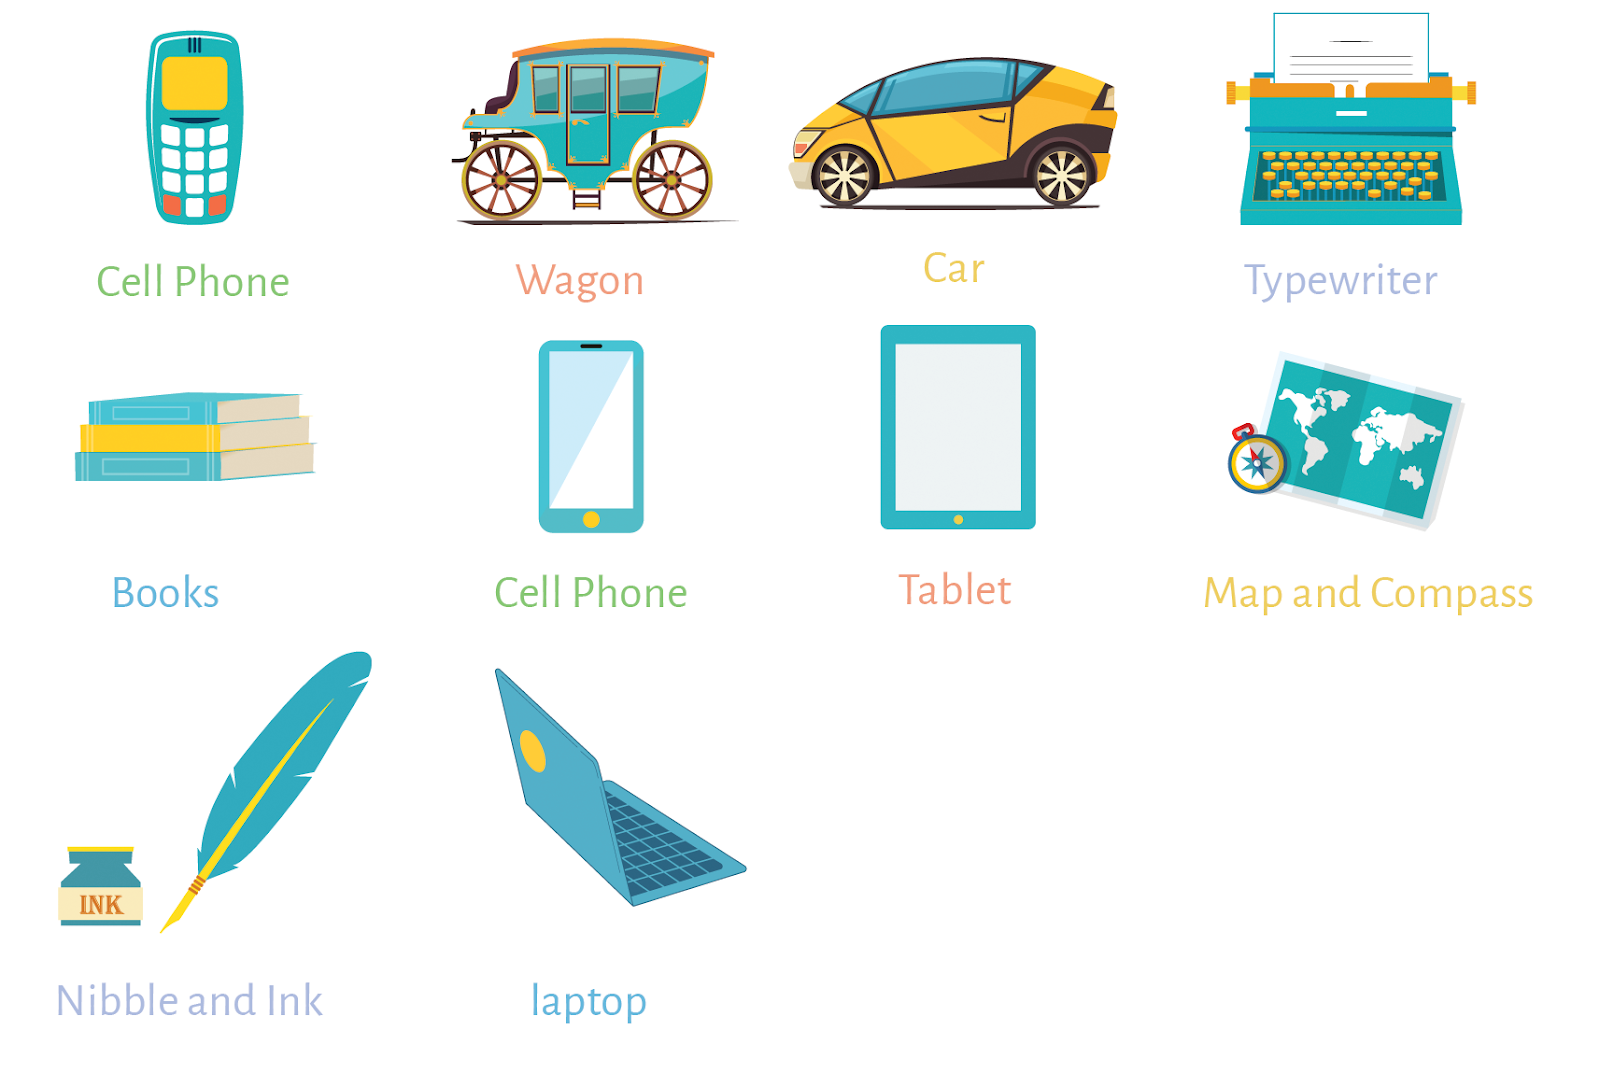 Cell Phone
Wagon
Car
Typewriter
Books
Cell Phone
Tablet
Map and Compass
INK
Nibble and Ink
laptop